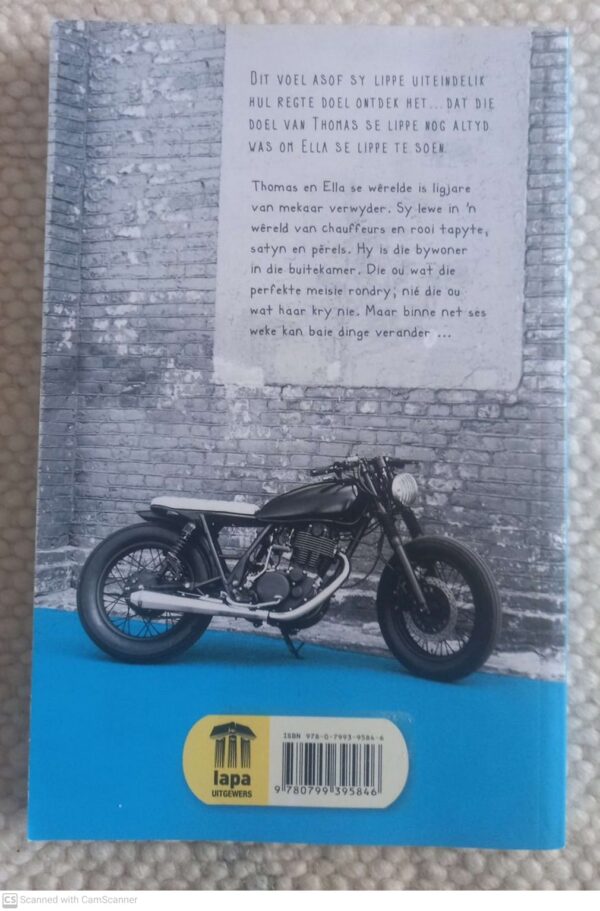 DIT VOEL ASOF SY LIPPE UITEINDELIK
HUL REGTE DOEL ONTDEK HET... DAT DIE
DOEL VAN THOMAS SE LIPPE NOG ALTYD
WAS OM ELLA SE LIPPE TE SOEN.
Thomas en Ella se wêrelde is ligjare
van mekaar verwyder. Sy lewe in 'n
wêreld van chauffeurs en rooi tapyte,
satyn en pêrels. Hy is die bywoner
in die buitekamer. Die ou wat die
perfekte meisie rondry; nié die ou
wat haar kry nie. Maar binne net ses
weke kan baie dinge verander ...
ISBN 978-0-7993-9584-6
9 780799 395846
lapa
UITGEWERS
CS Scanned with CamScanner